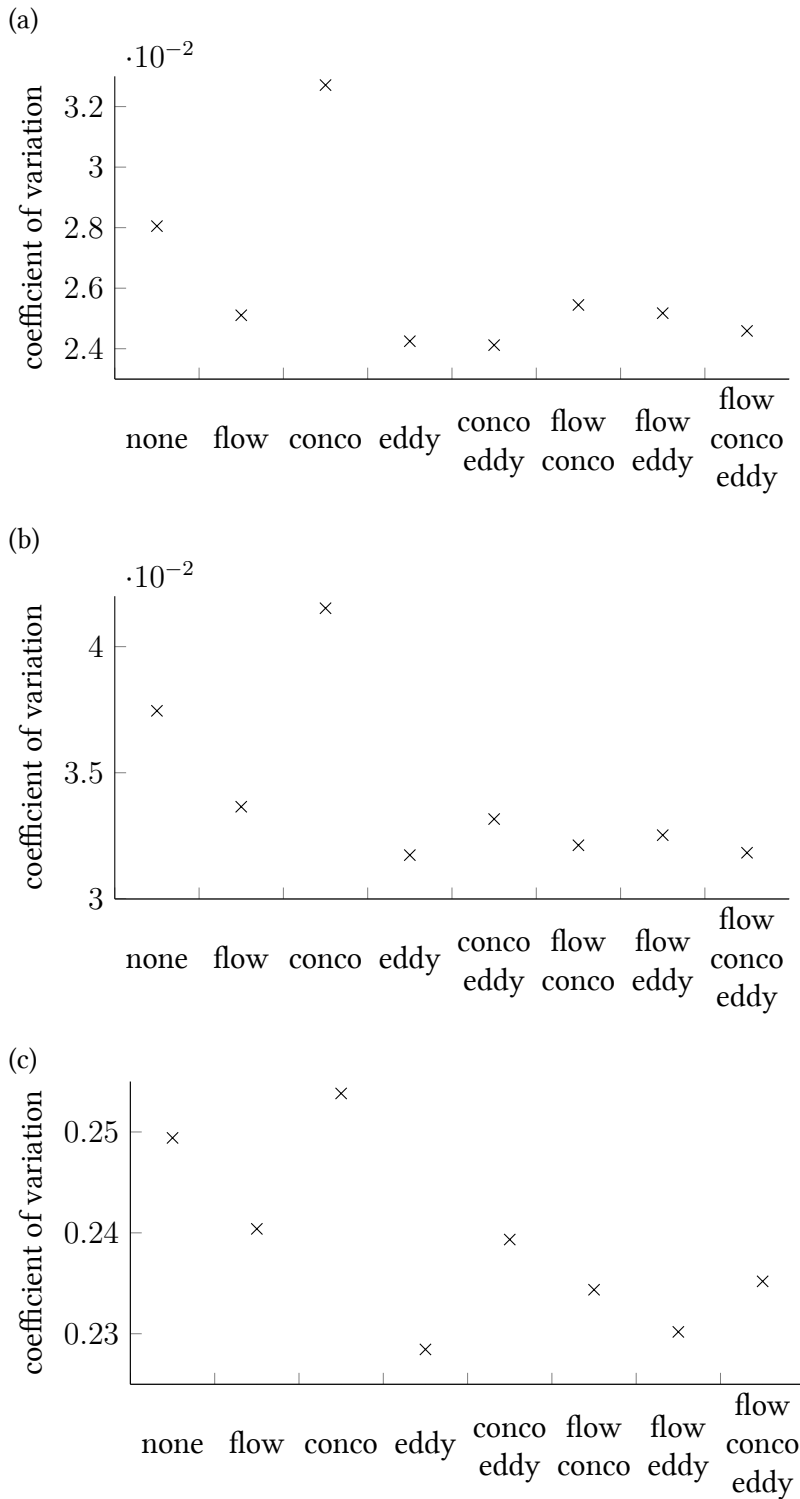 (a)
·10⁻²
coefficient of variation
3.2
3
2.8
2.6
2.4
none flow conco eddy conco eddy flow conco flow eddy flow conco eddy
(b)
·10⁻²
coefficient of variation
4
3.5
3
none flow conco eddy conco eddy flow conco flow eddy flow conco eddy
(c)
coefficient of variation
0.25
0.24
0.23
none flow conco eddy conco eddy flow conco flow eddy flow conco eddy